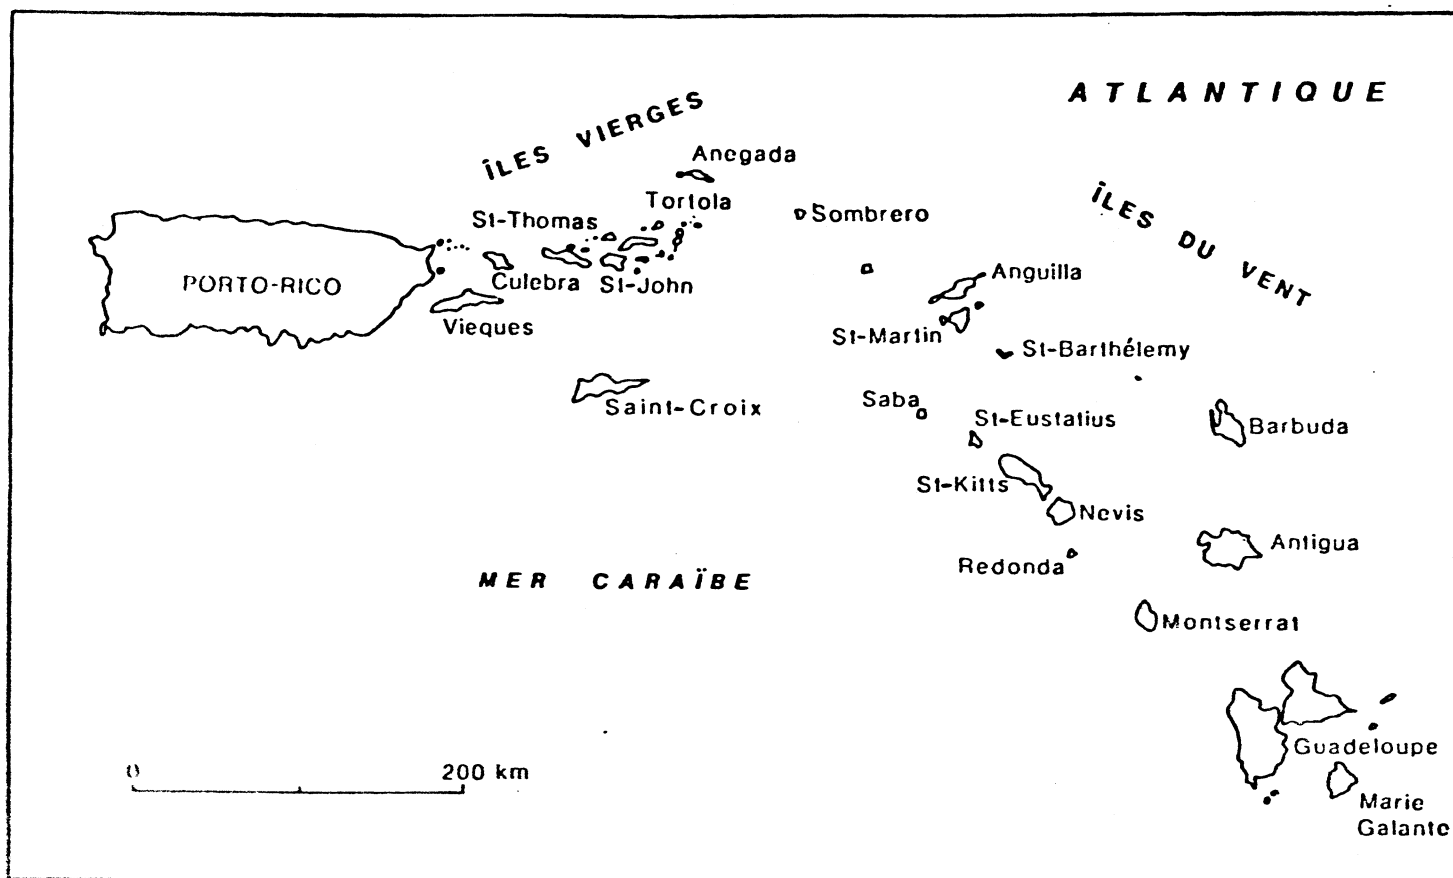 ATLANTIQUE
ÎLES VIERGES
Anegada
Tortola
St-Thomas
Sombrero
ÎLES DU VENT
PORTO-RICO
Culebra
St-John
Anguilla
Vieques
St-Martin
St-Barthélemy
Saint-Croix
Saba
St-Eustatius
Barbuda
St-Kitts
Nevis
Antigua
Redonda
MER CARAÏBE
Montserrat
Guadeloupe
0 200 km
Marie
Galante